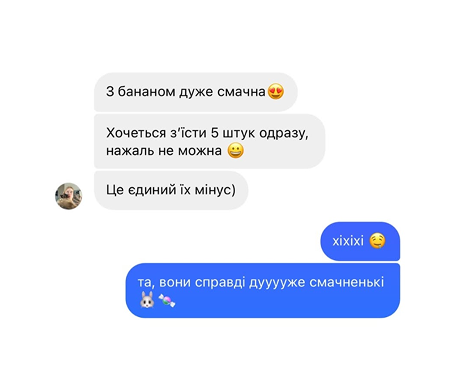 З бананом дуже смачна😍
Хочеться з’їсти 5 штук одразу,
нажаль не можна 😀
Це єдиний їх мінус)
хіхіхі 🤤
та, вони справді дууууже смачненькі
🐰🍬